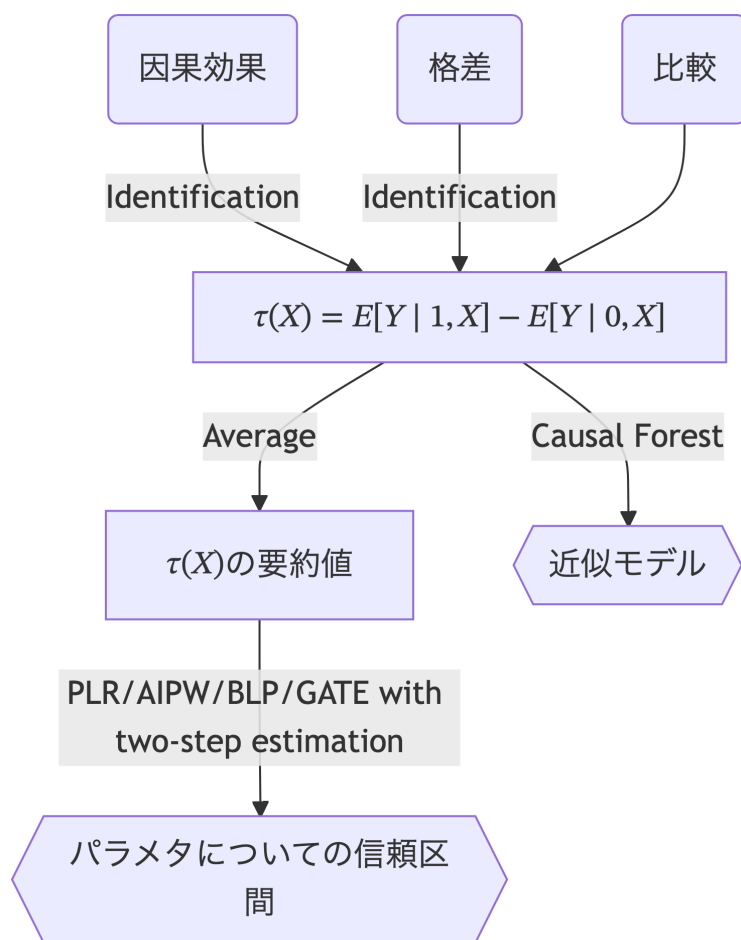 因果効果
格差
比較
Identification
Identification
τ(X) = E[Y | 1, X] − E[Y | 0, X]
Average
Causal Forest
τ(X)の要約値
近似モデル
PLR/AIPW/BLP/GATE with
two-step estimation
パラメタについての信頼区
間